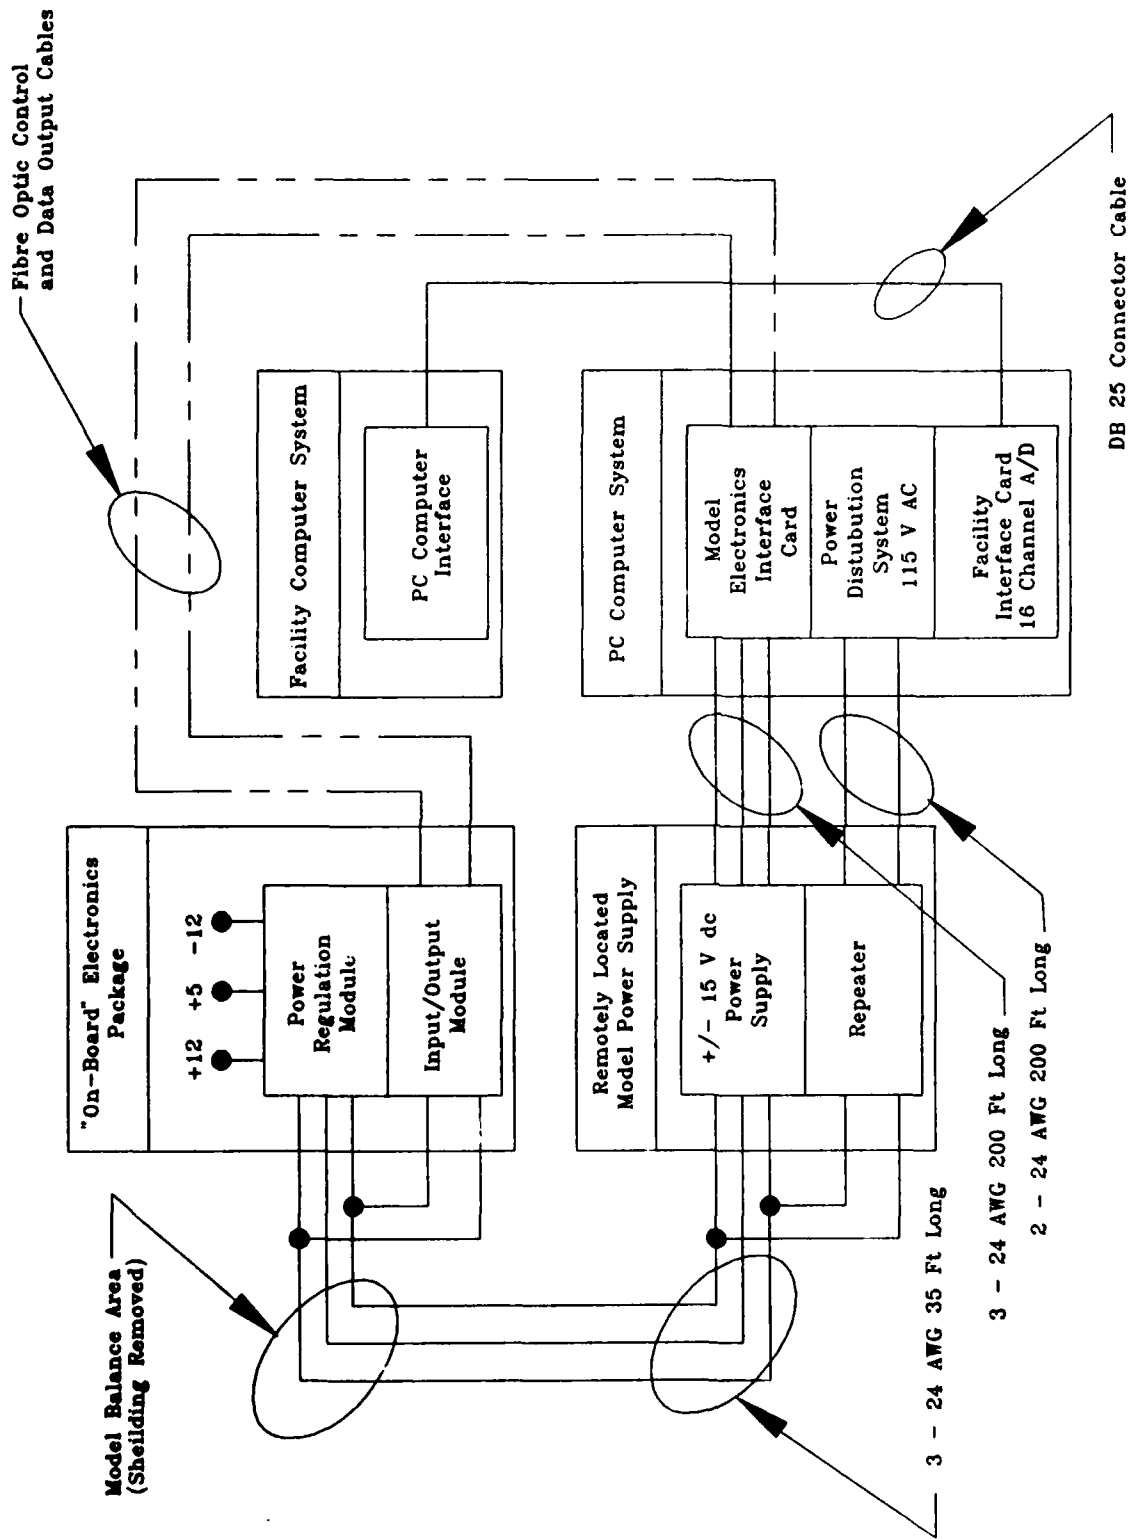 Fibre Optic Control
and Data Output Cables
Model Balance Area
(Sheilding Removed)
"On-Board" Electronics
Package
+12 +5 -12
Power
Regulation
Module
Input/Output
Module
Facility Computer System
PC Computer
Interface
Remotely Located
Model Power Supply
+/- 15 V dc
Power
Supply
Repeater
PC Computer System
Model
Electronics
Interface
Card
Power
Distubution
System
115 V AC
Facility
Interface Card
16 Channel A/D
3 - 24 AWG 35 Ft Long
3 - 24 AWG 200 Ft Long
2 - 24 AWG 200 Ft Long
DB 25 Connector Cable